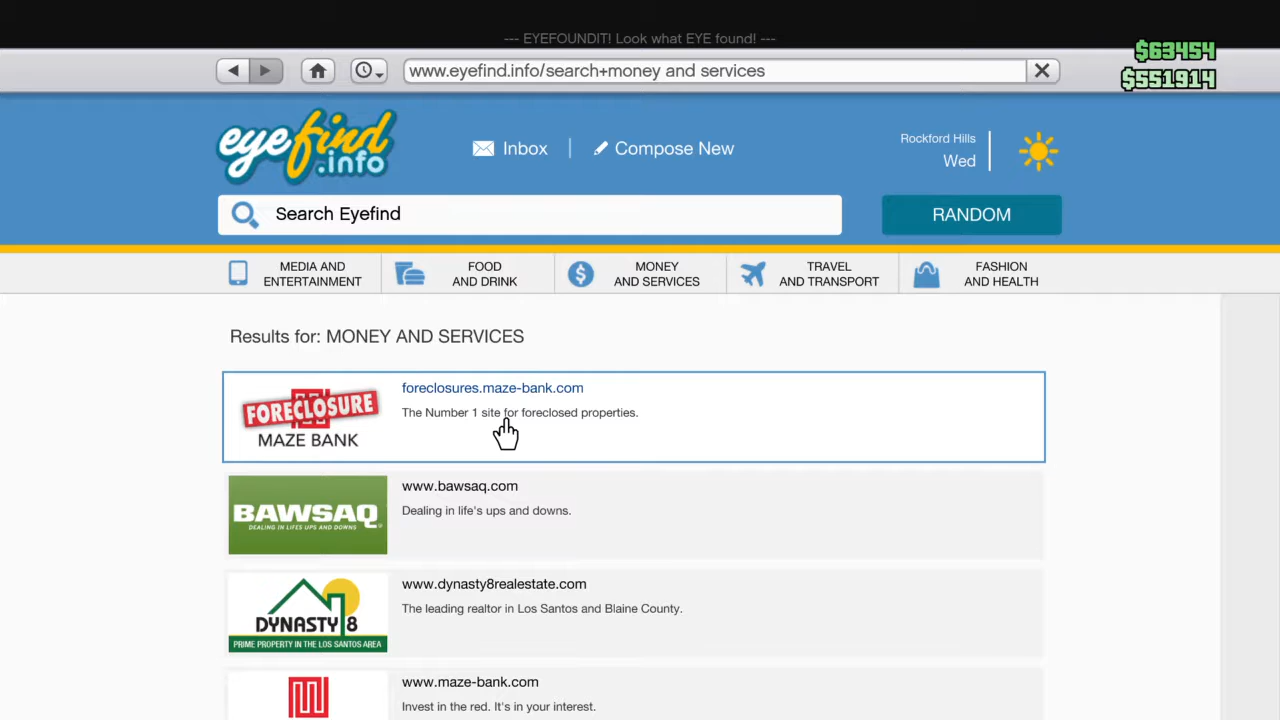 --- EYEFOUNDIT! Look what EYE found! ---
$63454
www.eyefind.info/search+money and services
$551914
eyefind
.info
Inbox
Compose New
Rockford Hills
Wed
Search Eyefind
RANDOM
MEDIA AND
ENTERTAINMENT
FOOD
AND DRINK
MONEY
AND SERVICES
TRAVEL
AND TRANSPORT
FASHION
AND HEALTH
Results for: MONEY AND SERVICES
FORECLOSURE
MAZE BANK
foreclosures.maze-bank.com
The Number 1 site for foreclosed properties.
BAWSAQ
DEALING IN LIFE'S UPS AND DOWNS
www.bawsaq.com
Dealing in life's ups and downs.
DYNASTY 8
PRIME PROPERTY IN THE LOS SANTOS AREA
www.dynasty8realestate.com
The leading realtor in Los Santos and Blaine County.
www.maze-bank.com
Invest in the red. It's in your interest.